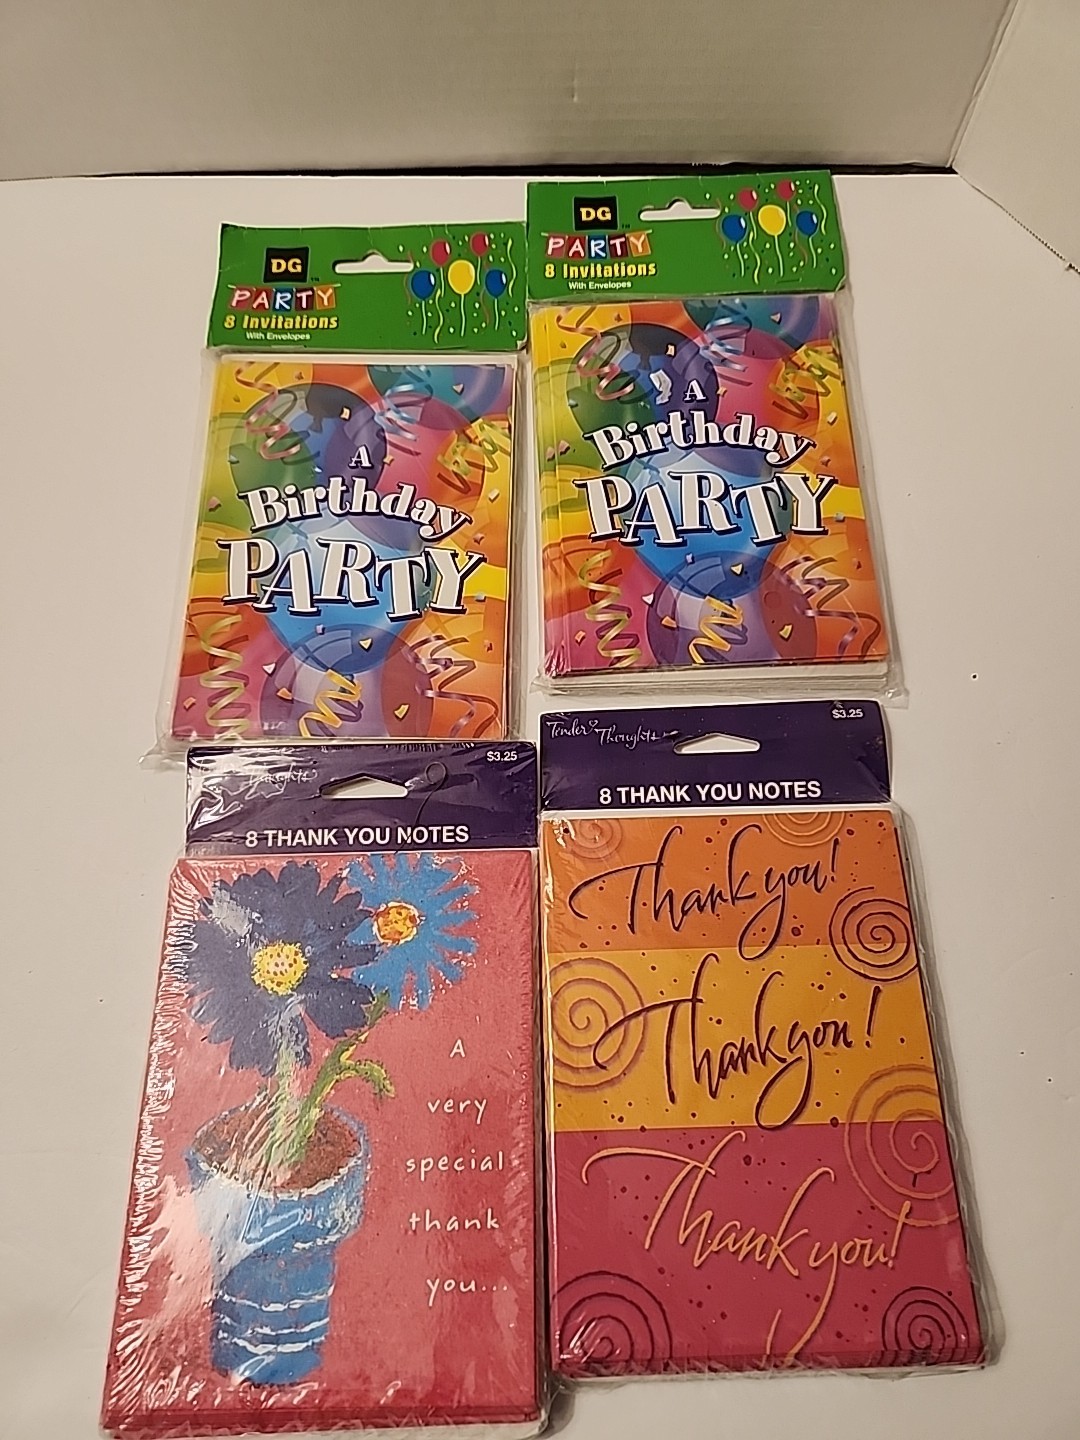 DG
PARTY
8 Invitations
With Envelopes
A
Birthday
PARTY
DG
PARTY
8 Invitations
With Envelopes
A
Birthday
PARTY
Thoughts
$3.25
8 THANK YOU NOTES
A
very
special
thank
you...
Tender Thoughts
$3.25
8 THANK YOU NOTES
Thank you!
Thank you!
Thank you!